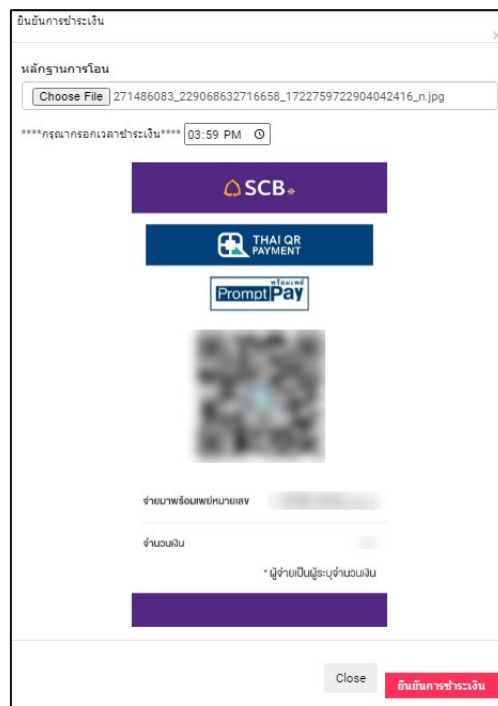 ยืนยันการชำระเงิน
×
หลักฐานการโอน
Choose File 271486083_229068632716658_1722759722904042416_n.jpg
****กรุณากรอกเวลาชำระเงิน**** 03:59 PM
SCB
THAI QR
PAYMENT
พร้อมเพย์
PromptPay
จ่ายมาพร้อมเพย์หมายเลข
จำนวนเงิน
* ผู้จ่ายเป็นผู้ระบุจำนวนเงิน
Close ยืนยันการชำระเงิน